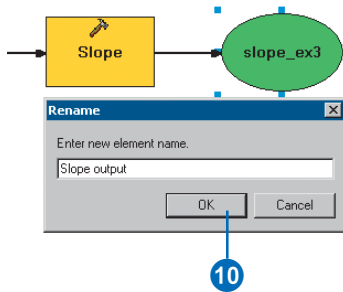 Slope
slope_ex3
Rename
Enter new element name.
Slope output
OK
Cancel
10